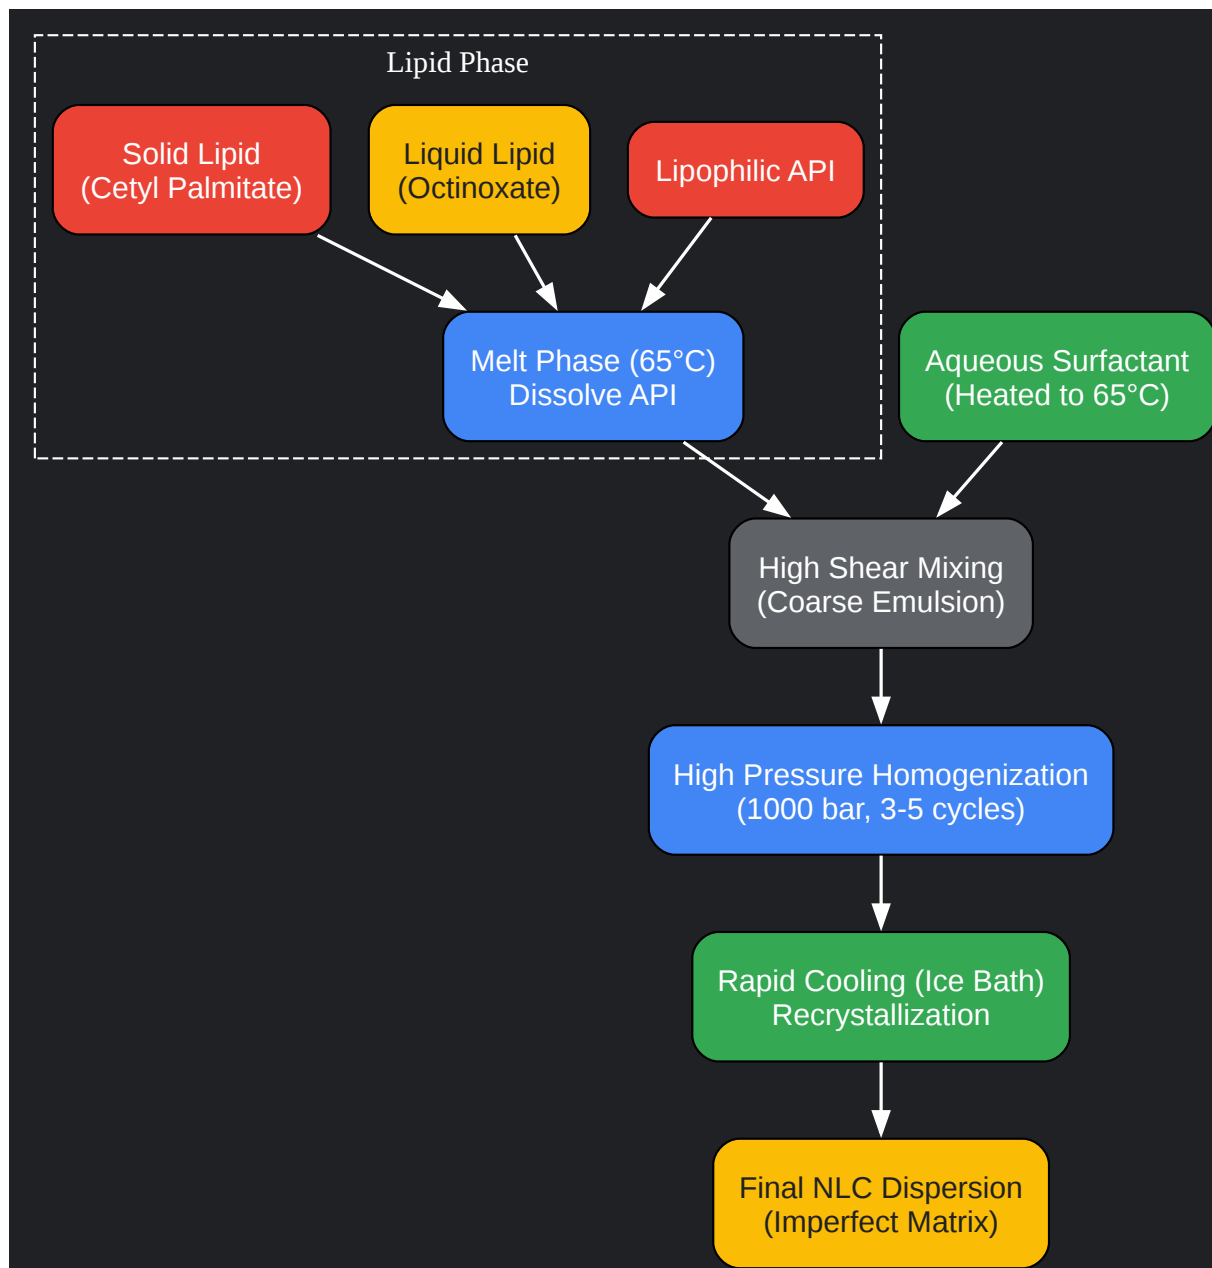 Lipid Phase
Solid Lipid
(Cetyl Palmitate)
Liquid Lipid
(Octinoxate)
Lipophilic API
Melt Phase (65°C)
Dissolve API
Aqueous Surfactant
(Heated to 65°C)
High Shear Mixing
(Coarse Emulsion)
High Pressure Homogenization
(1000 bar, 3-5 cycles)
Rapid Cooling (Ice Bath)
Recrystallization
Final NLC Dispersion
(Imperfect Matrix)